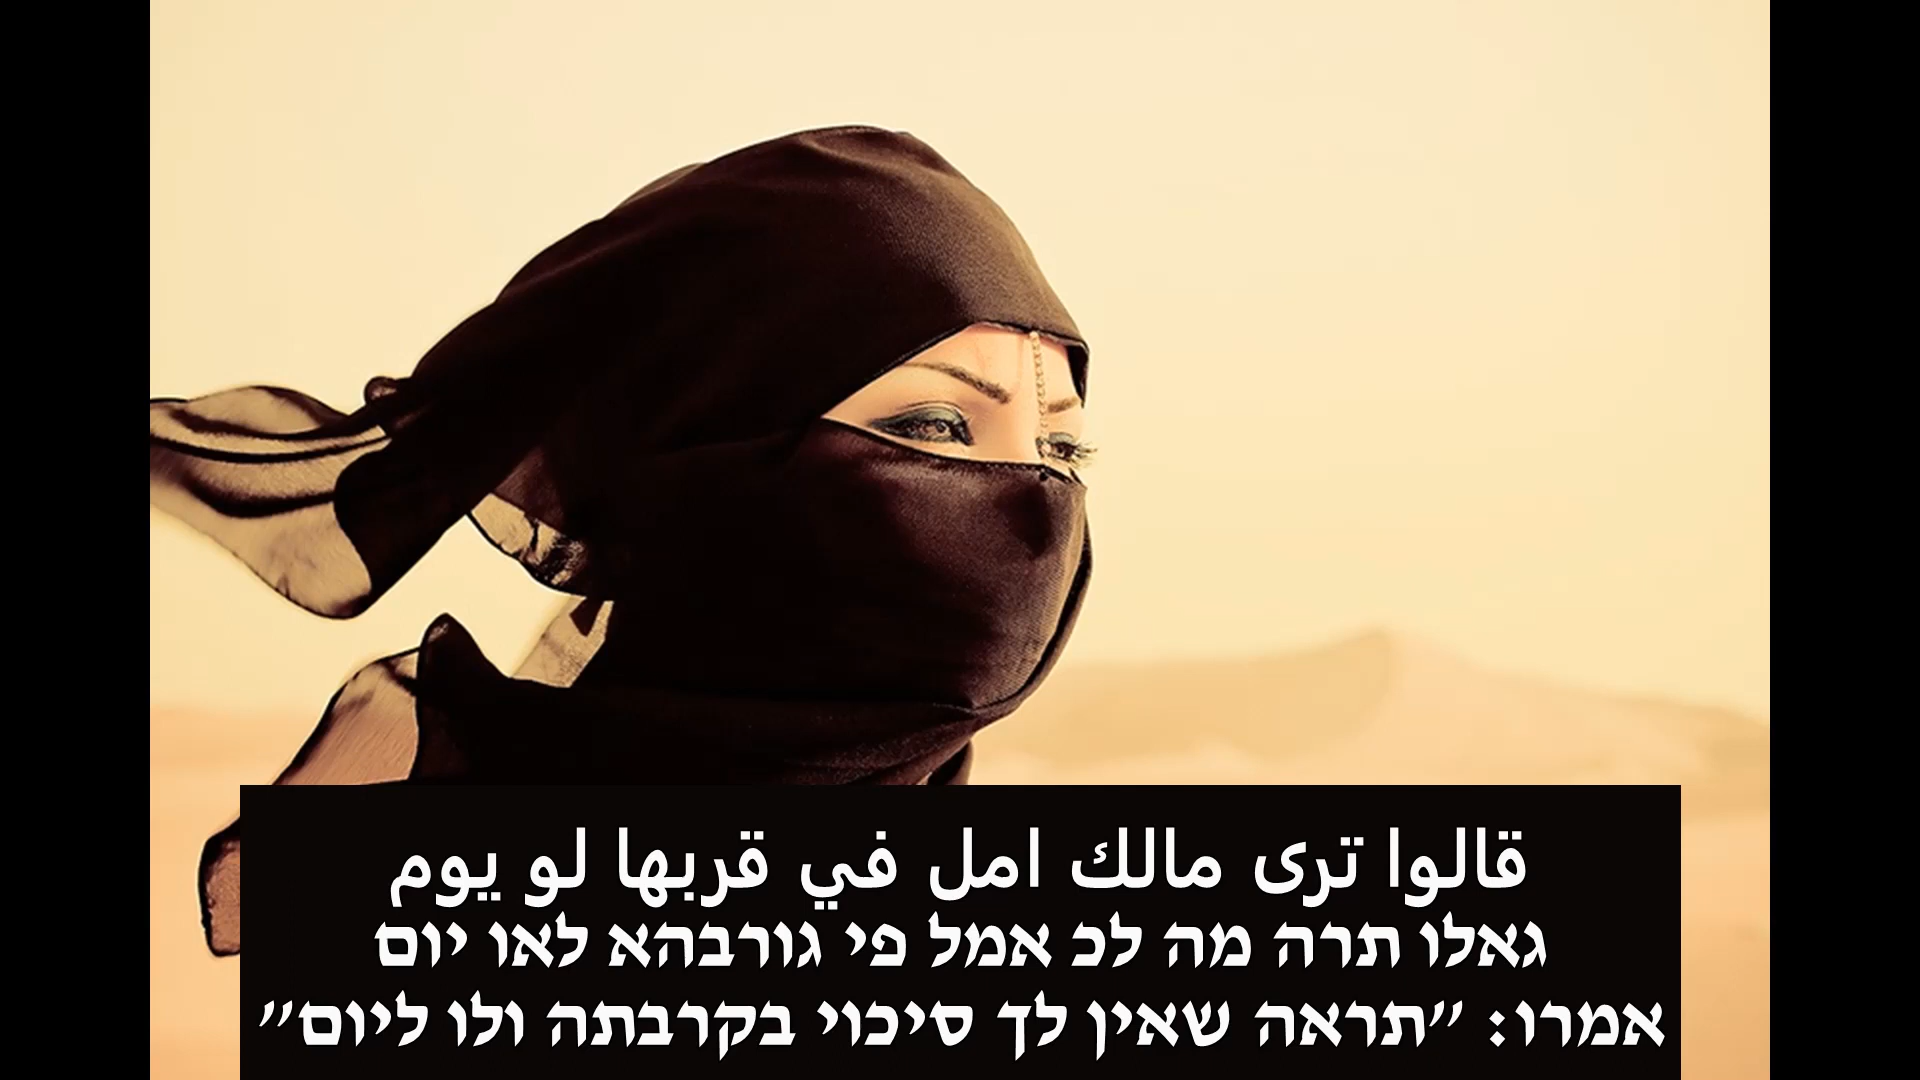 قالوا ترى مالك امل في قربها لو يوم
גאלו תרה מה לכ אמל פי גורבהא לאו יום
אמרו: ״תראה שאין לך סיכוי בקרבתה ולו ליום״